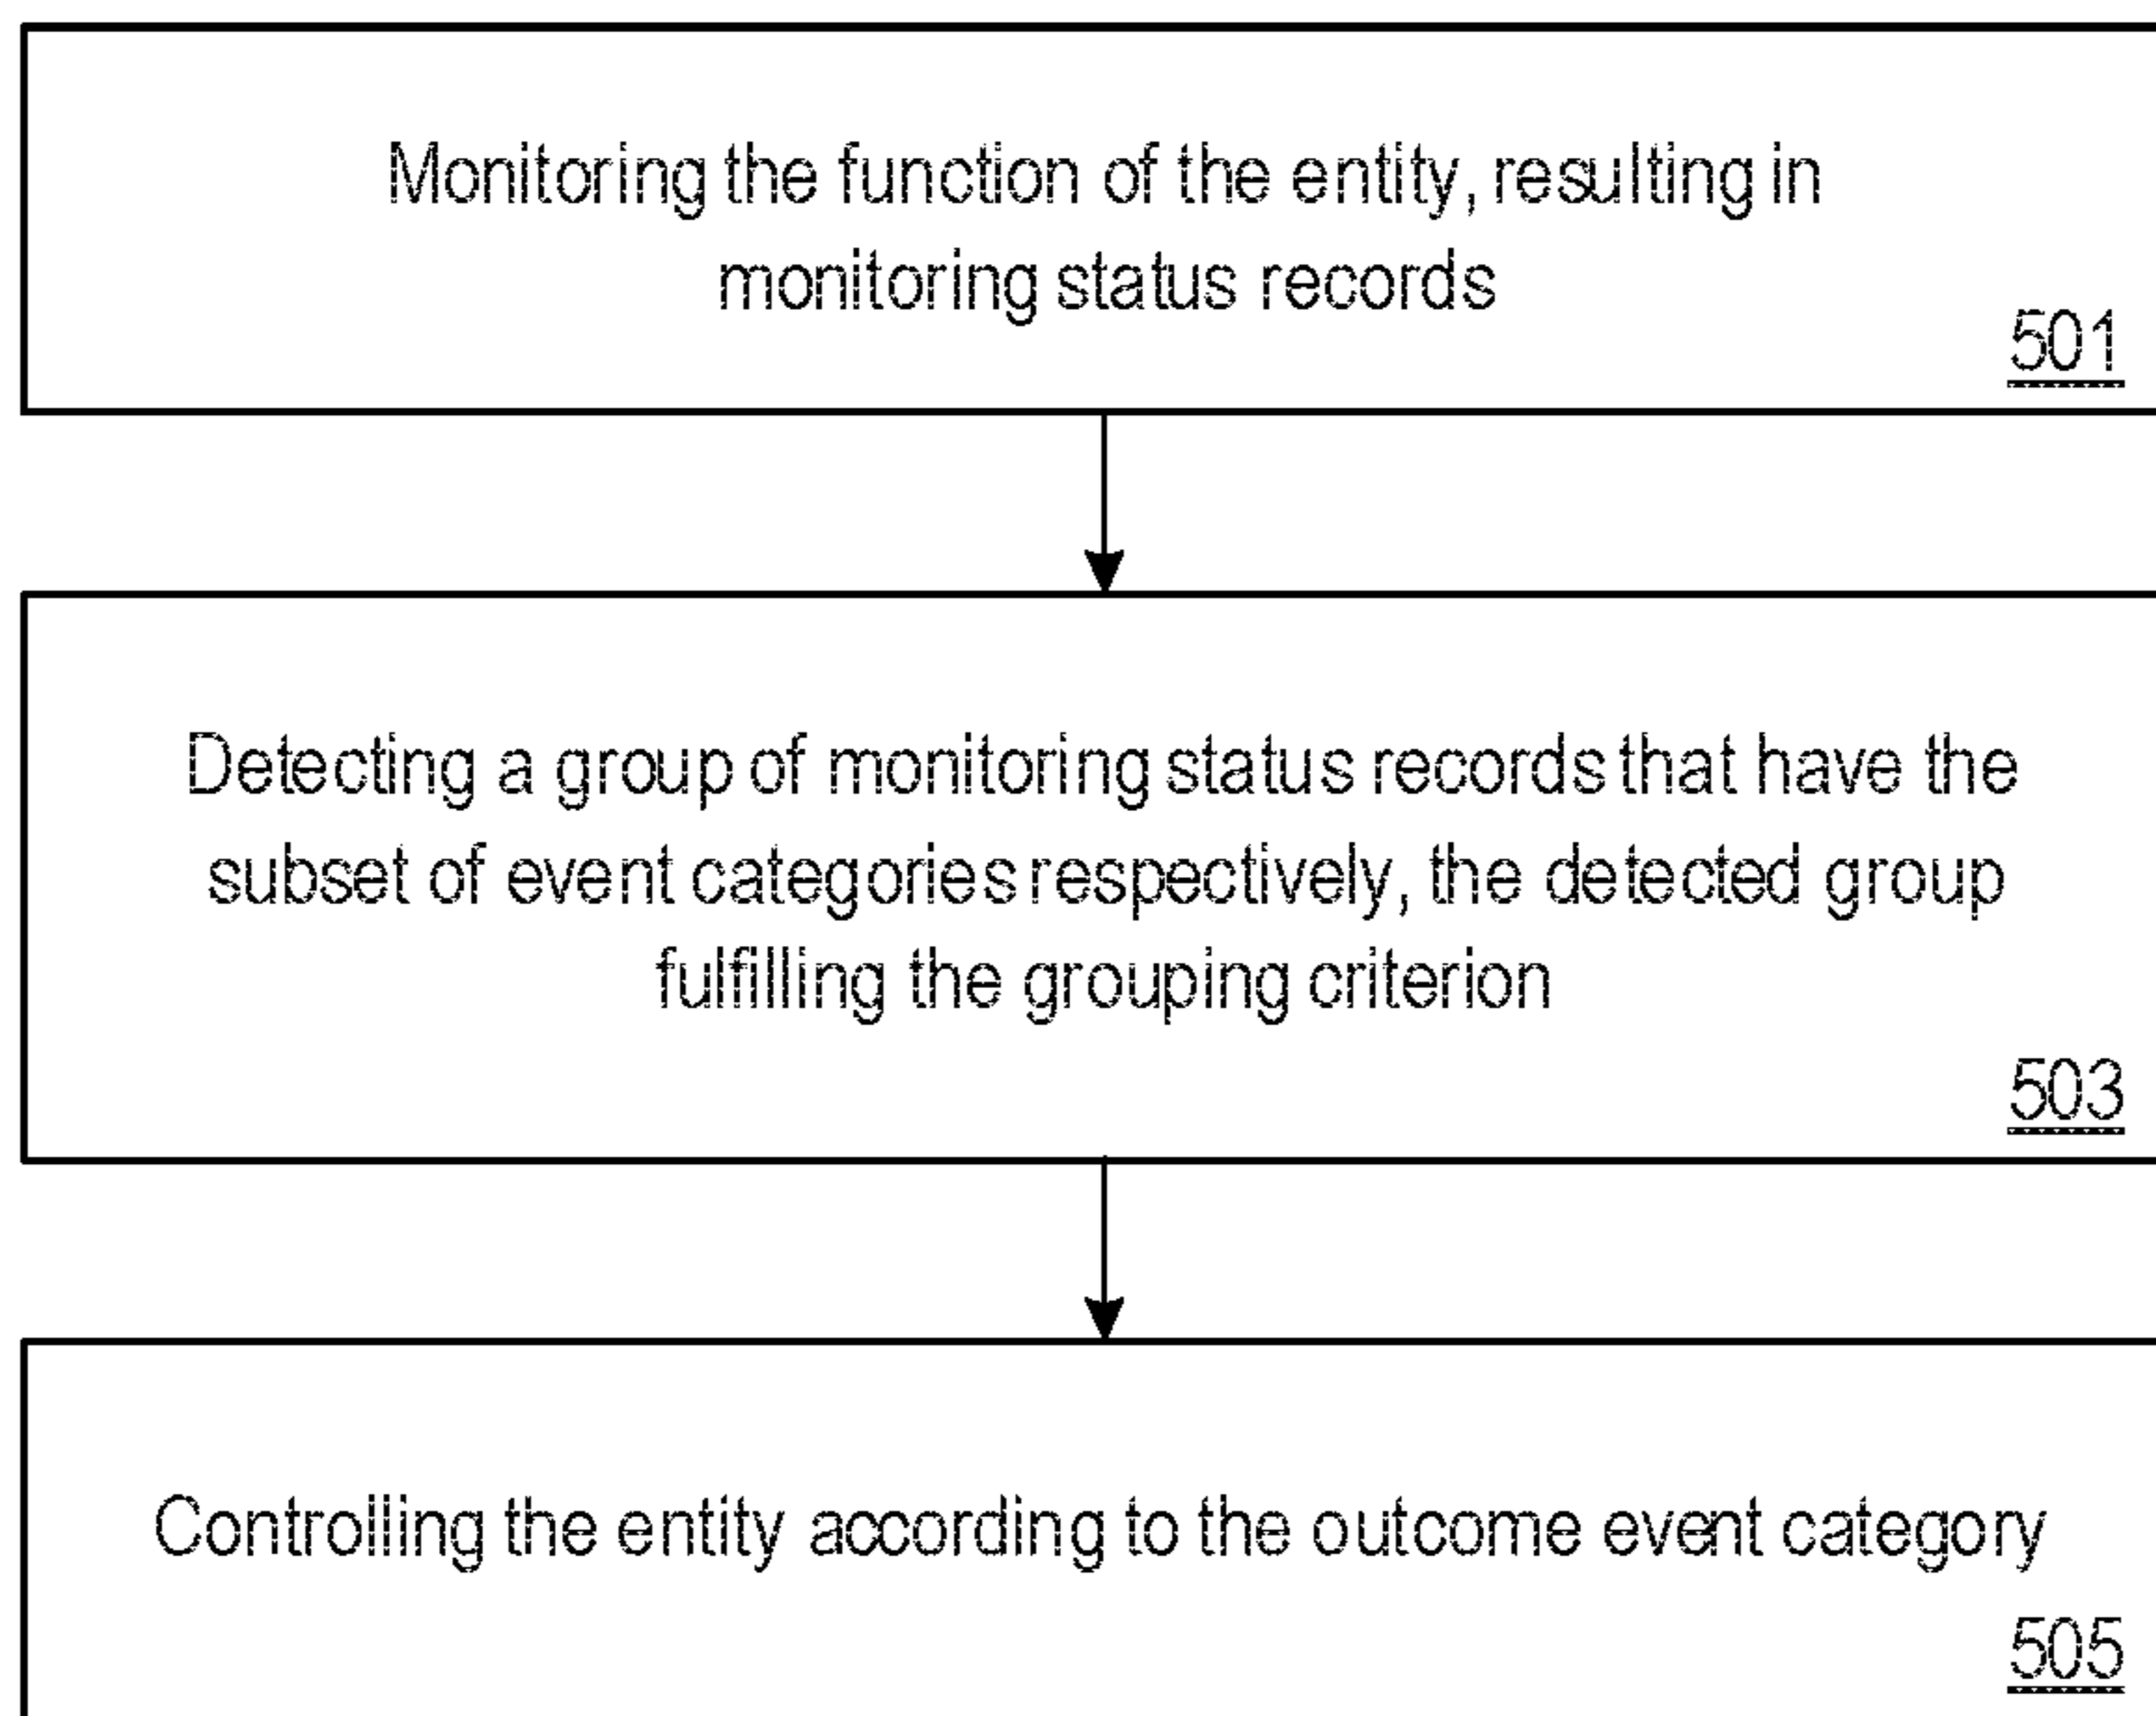 Monitoring the function of the entity, resulting in
monitoring status records
501
Detecting a group of monitoring status records that have the
subset of event categories respectively, the detected group
fulfilling the grouping criterion
503
Controlling the entity according to the outcome event category
505